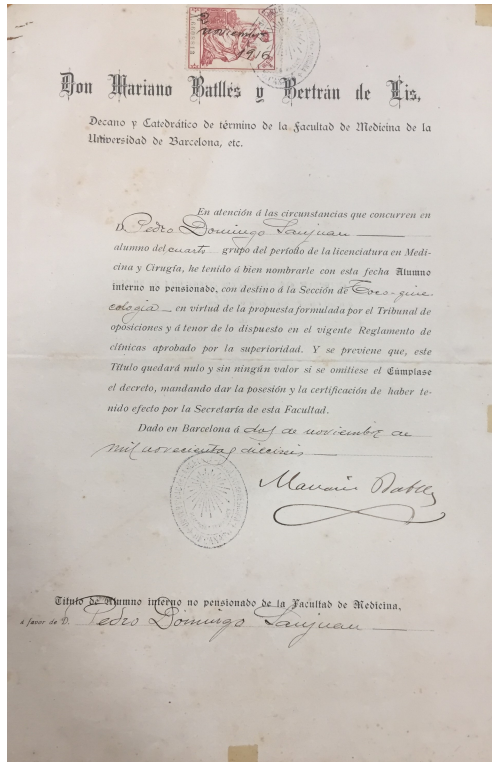 2
noviembre
1916
Don Mariano Batllés y Bertrán de Lis,
Decano y Catedrático de término de la Facultad de Medicina de la
Universidad de Barcelona, etc.
En atención á las circunstancias que concurren en
D. Pedro Domingo Sanjuan
alumno del cuarto grupo del período de la licenciatura en Medi-
cina y Cirugía, he tenido á bien nombrarle con esta fecha Alumno
interno no pensionado, con destino á la Sección de Toco-gine
cología en virtud de la propuesta formulada por el Tribunal de
oposiciones y á tenor de lo dispuesto en el vigente Reglamento de
clínicas aprobado por la superioridad. Y se previene que, este
Título quedará nulo y sin ningún valor si se omitiese el Cúmplase
el decreto, mandando dar la posesión y la certificación de haber te-
nido efecto por la Secretaría de esta Facultad.
Dado en Barcelona á dos de noviembre de
mil novecientos dieciseis
Mariano Batllés
Título de Alumno interno no pensionado de la Facultad de Medicina,
á favor de D. Pedro Domingo Sanjuan